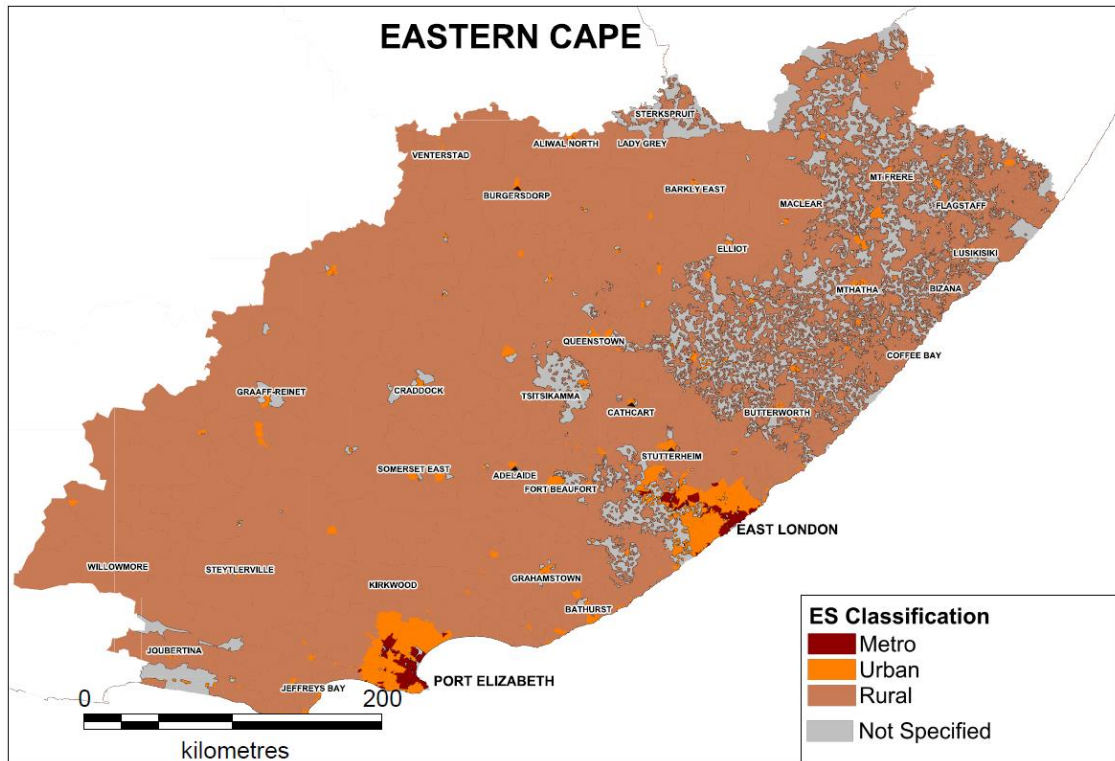 EASTERN CAPE
STERKSPRUIT
ALIWAL NORTH
LADY GREY
VENTERSTAD
MT FRERE
BURGERSDORP
BARKLY EAST
MACLEAR
FLAGSTAFF
ELLIOT
LUSIKISIKI
MTHATHA
BIZANA
QUEENSTOWN
COFFEE BAY
GRAAFF-REINET
CRADDOCK
TSITSIKAMMA
CATHCART
BUTTERWORTH
STUTTERHEIM
SOMERSET EAST
ADELAIDE
FORT BEAUFORT
EAST LONDON
WILLOWMORE
STEYTLERVILLE
KIRKWOOD
GRAHAMSTOWN
BATHURST
JOUBERTINA
PORT ELIZABETH
JEFFREYS BAY
0 200
kilometres
ES Classification
Metro
Urban
Rural
Not Specified